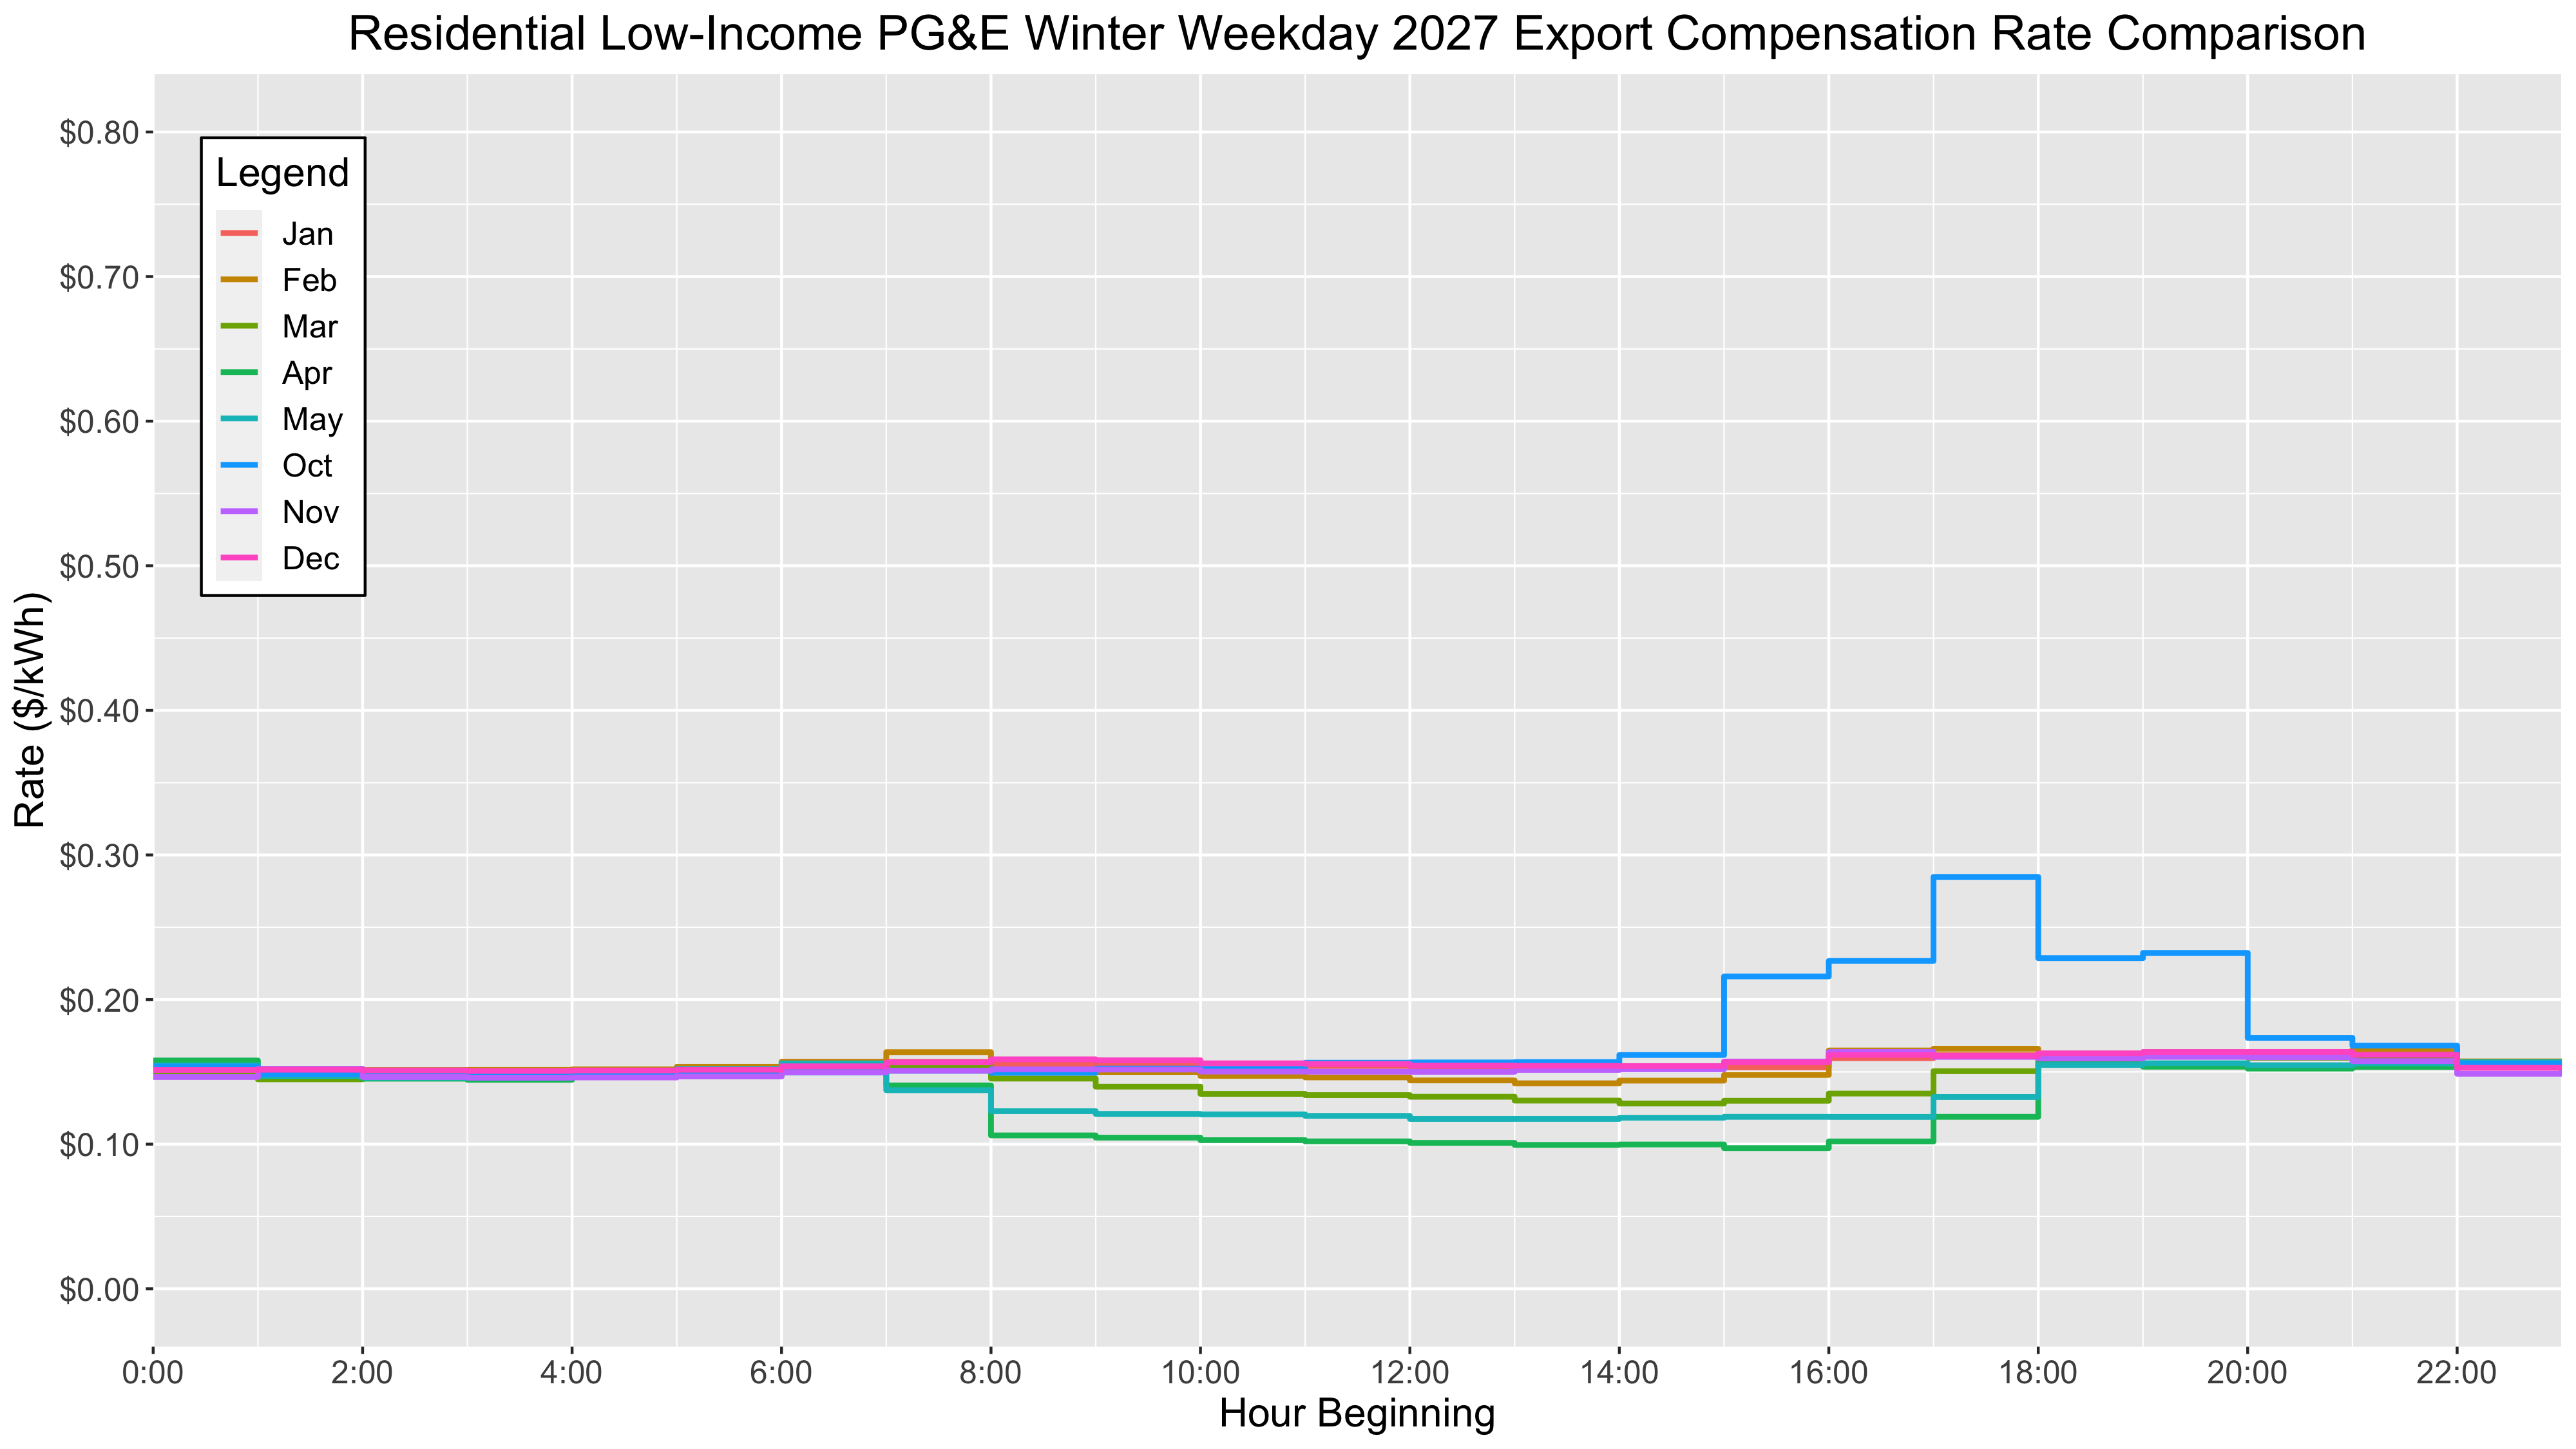 Residential Low-Income PG&E Winter Weekday 2027 Export Compensation Rate Comparison
$0.80
$0.70
$0.60
$0.50
$0.40
$0.30
$0.20
$0.10
$0.00
Rate ($/kWh)
Legend
Jan
Feb
Mar
Apr
May
Oct
Nov
Dec
0:00 2:00 4:00 6:00 8:00 10:00 12:00 14:00 16:00 18:00 20:00 22:00
Hour Beginning